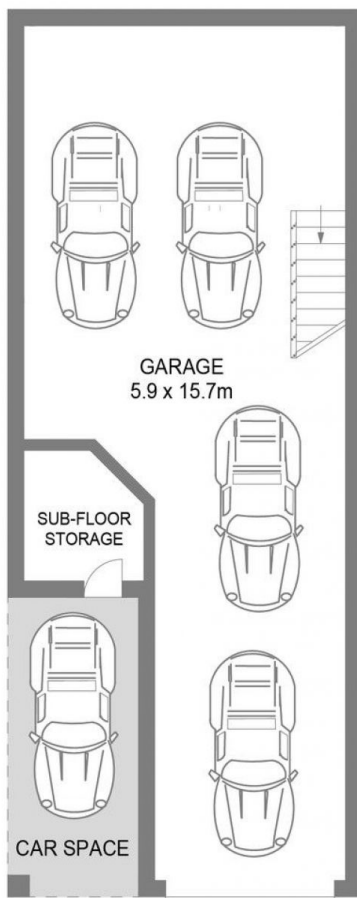 GARAGE
5.9 x 15.7m
SUB-FLOOR
STORAGE
CAR SPACE